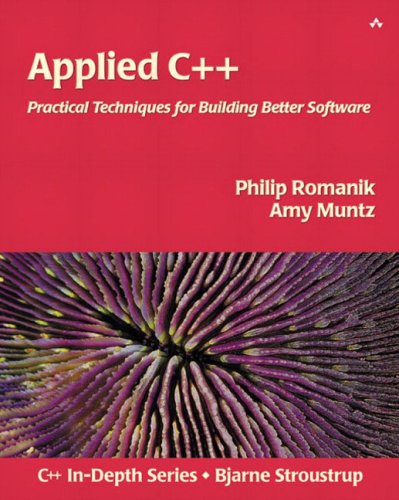 Applied C++
Practical Techniques for Building Better Software
Philip Romanik
Amy Muntz
C++ In-Depth Series • Bjarne Stroustrup